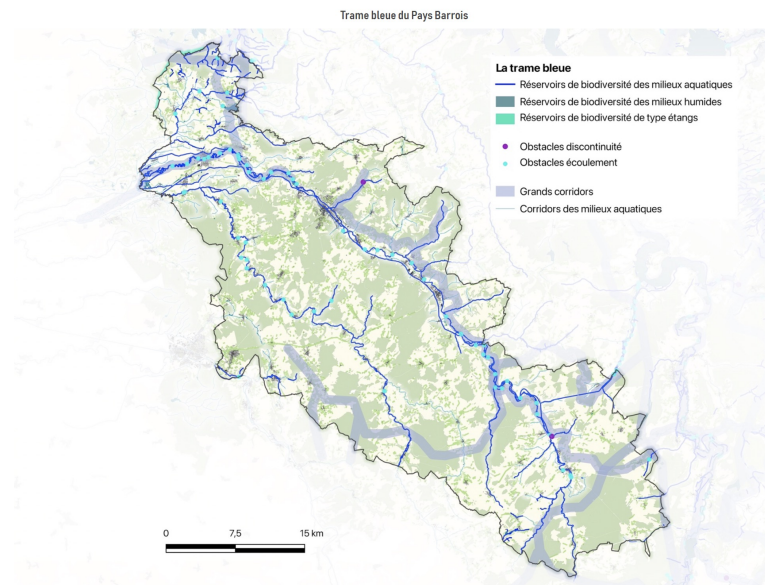 Trame bleue du Pays Barrois
La trame bleue
Réservoirs de biodiversité des milieux aquatiques
Réservoirs de biodiversité des milieux humides
Réservoirs de biodiversité de type étangs
Obstacles discontinuité
Obstacles écoulement
Grands corridors
Corridors des milieux aquatiques
0 7,5 15 km